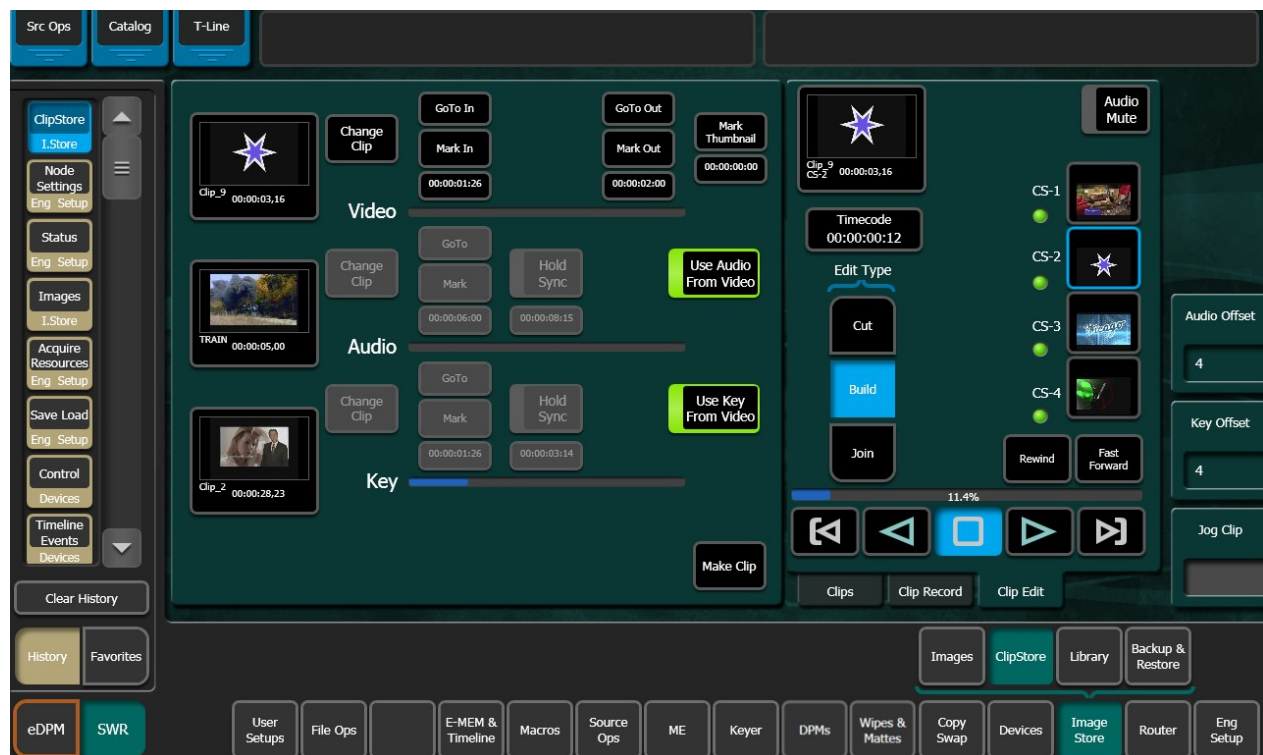 Src Ops
Catalog
T-Line
ClipStore
I.Store
Node
Settings
Eng Setup
Status
Eng Setup
Images
I.Store
Acquire
Resources
Eng Setup
Save Load
Eng Setup
Control
Devices
Timeline
Events
Devices
Clear History
History
Favorites
Clip_9 00:00:03,16
Change
Clip
GoTo In
Mark In
00:00:01:26
GoTo Out
Mark Out
00:00:02:00
Mark
Thumbnail
00:00:00:00
Video
TRAIN 00:00:05,00
Change
Clip
GoTo
Mark
00:00:06:00
Hold
Sync
00:00:08:15
Use Audio
From Video
Audio
Clip_2 00:00:28,23
Change
Clip
GoTo
Mark
00:00:01:26
Hold
Sync
00:00:03:14
Use Key
From Video
Key
Make Clip
Clip_9
CS-2 00:00:03,16
Audio
Mute
Timecode
00:00:00:12
Edit Type
Cut
Build
Join
CS-1
CS-2
CS-3
Chicago
CS-4
Rewind
Fast
Forward
11.4%
Clips
Clip Record
Clip Edit
Audio Offset
4
Key Offset
4
Jog Clip
Images
ClipStore
Library
Backup &
Restore
eDPM
SWR
User
Setups
File Ops
E-MEM &
Timeline
Macros
Source
Ops
ME
Keyer
DPMs
Wipes &
Mattes
Copy
Swap
Devices
Image
Store
Router
Eng
Setup